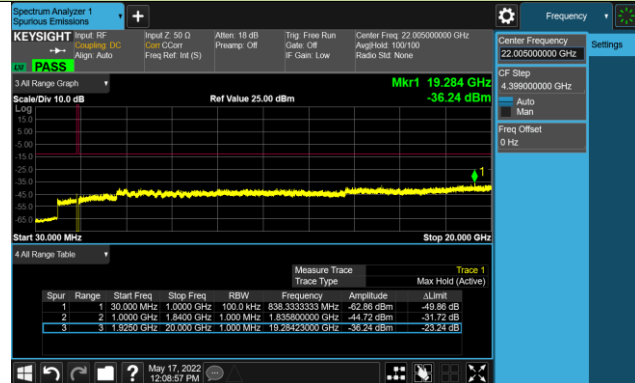 Spectrum Analyzer 1
Spurious Emissions
Frequency
KEYSIGHT
Input: RF
Coupling: DC
Align: Auto
Input Z: 50 Ω
Corr CCorr
Freq Ref: Int (S)
Atten: 18 dB
Preamp: Off
Trig: Free Run
Gate: Off
IF Gain: Low
Center Freq: 22.005000000 GHz
Avg|Hold: 100/100
Radio Std: None
PASS
Center Frequency
22.005000000 GHz
Settings
CF Step
4.399000000 GHz
Auto
Man
Freq Offset
0 Hz
3 All Range Graph
Mkr1 19.284 GHz
Scale/Div 10.0 dB
Ref Value 25.00 dBm
-36.24 dBm
Log
15.0
5.00
-5.00
-15.0
-25.0
1
-35.0
-45.0
-55.0
-65.0
Start 30.000 MHz
Stop 20.000 GHz
4 All Range Table
Measure Trace Trace 1
Trace Type Max Hold (Active)
Spur Range Start Freq Stop Freq RBW Frequency Amplitude ΔLimit
1 1 30.000 MHz 1.0000 GHz 100.0 kHz 838.3333333 MHz -62.86 dBm -49.86 dB
2 2 1.0000 GHz 1.8400 GHz 1.000 MHz 1.835800000 GHz -44.72 dBm -31.72 dB
3 3 1.9250 GHz 20.000 GHz 1.000 MHz 19.28423000 GHz -36.24 dBm -23.24 dB
?
May 17, 2022
12:08:57 PM